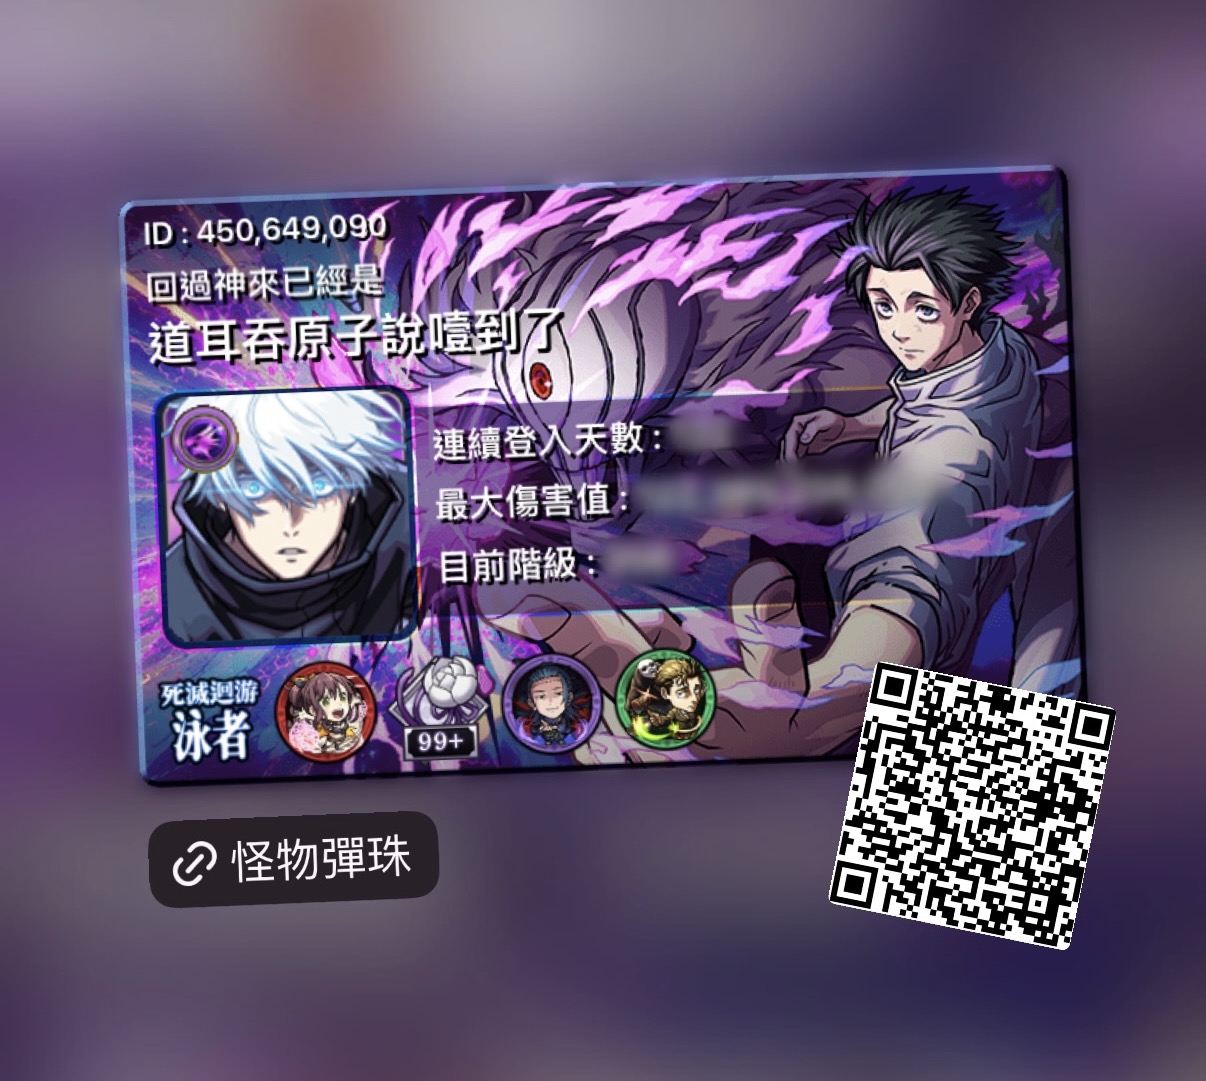 ID : 450,649,090
回過神來已經是
道耳吞原子說噎到了
連續登入天數 :
最大傷害值 :
目前階級 :
死滅迴游
泳者
99+
怪物彈珠